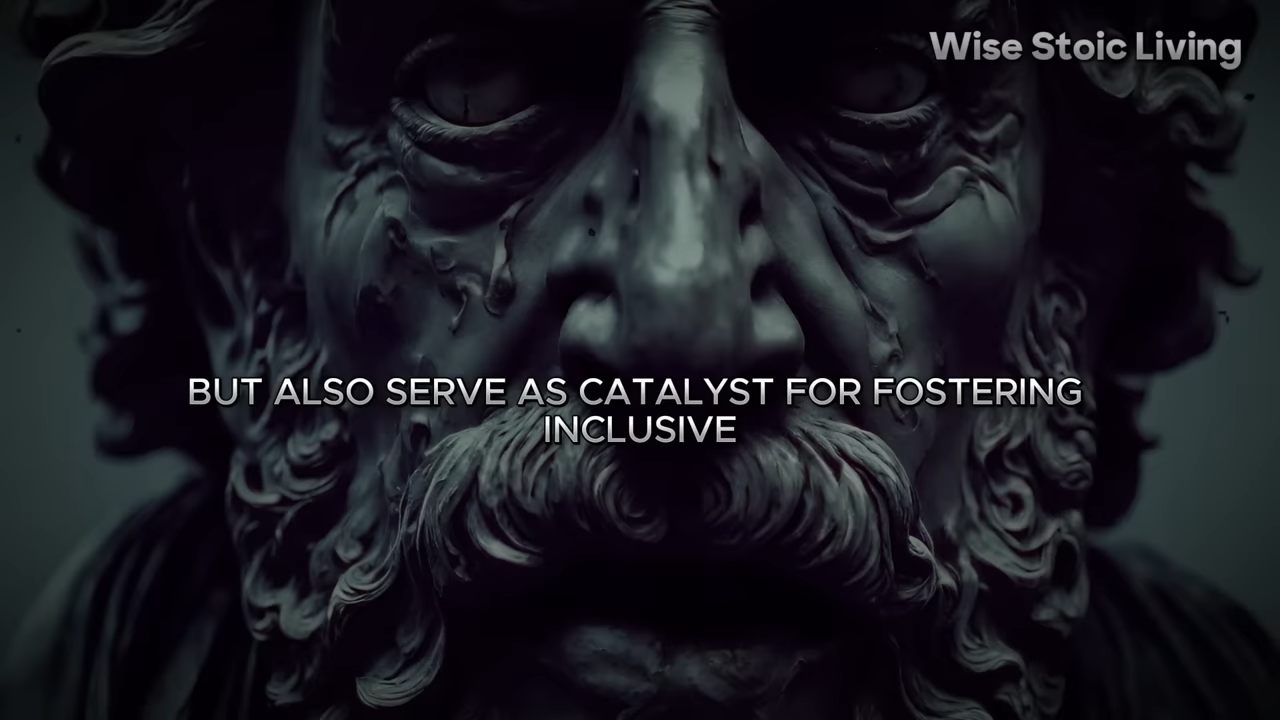 Wise Stoic Living
BUT ALSO SERVE AS CATALYST FOR FOSTERING
INCLUSIVE